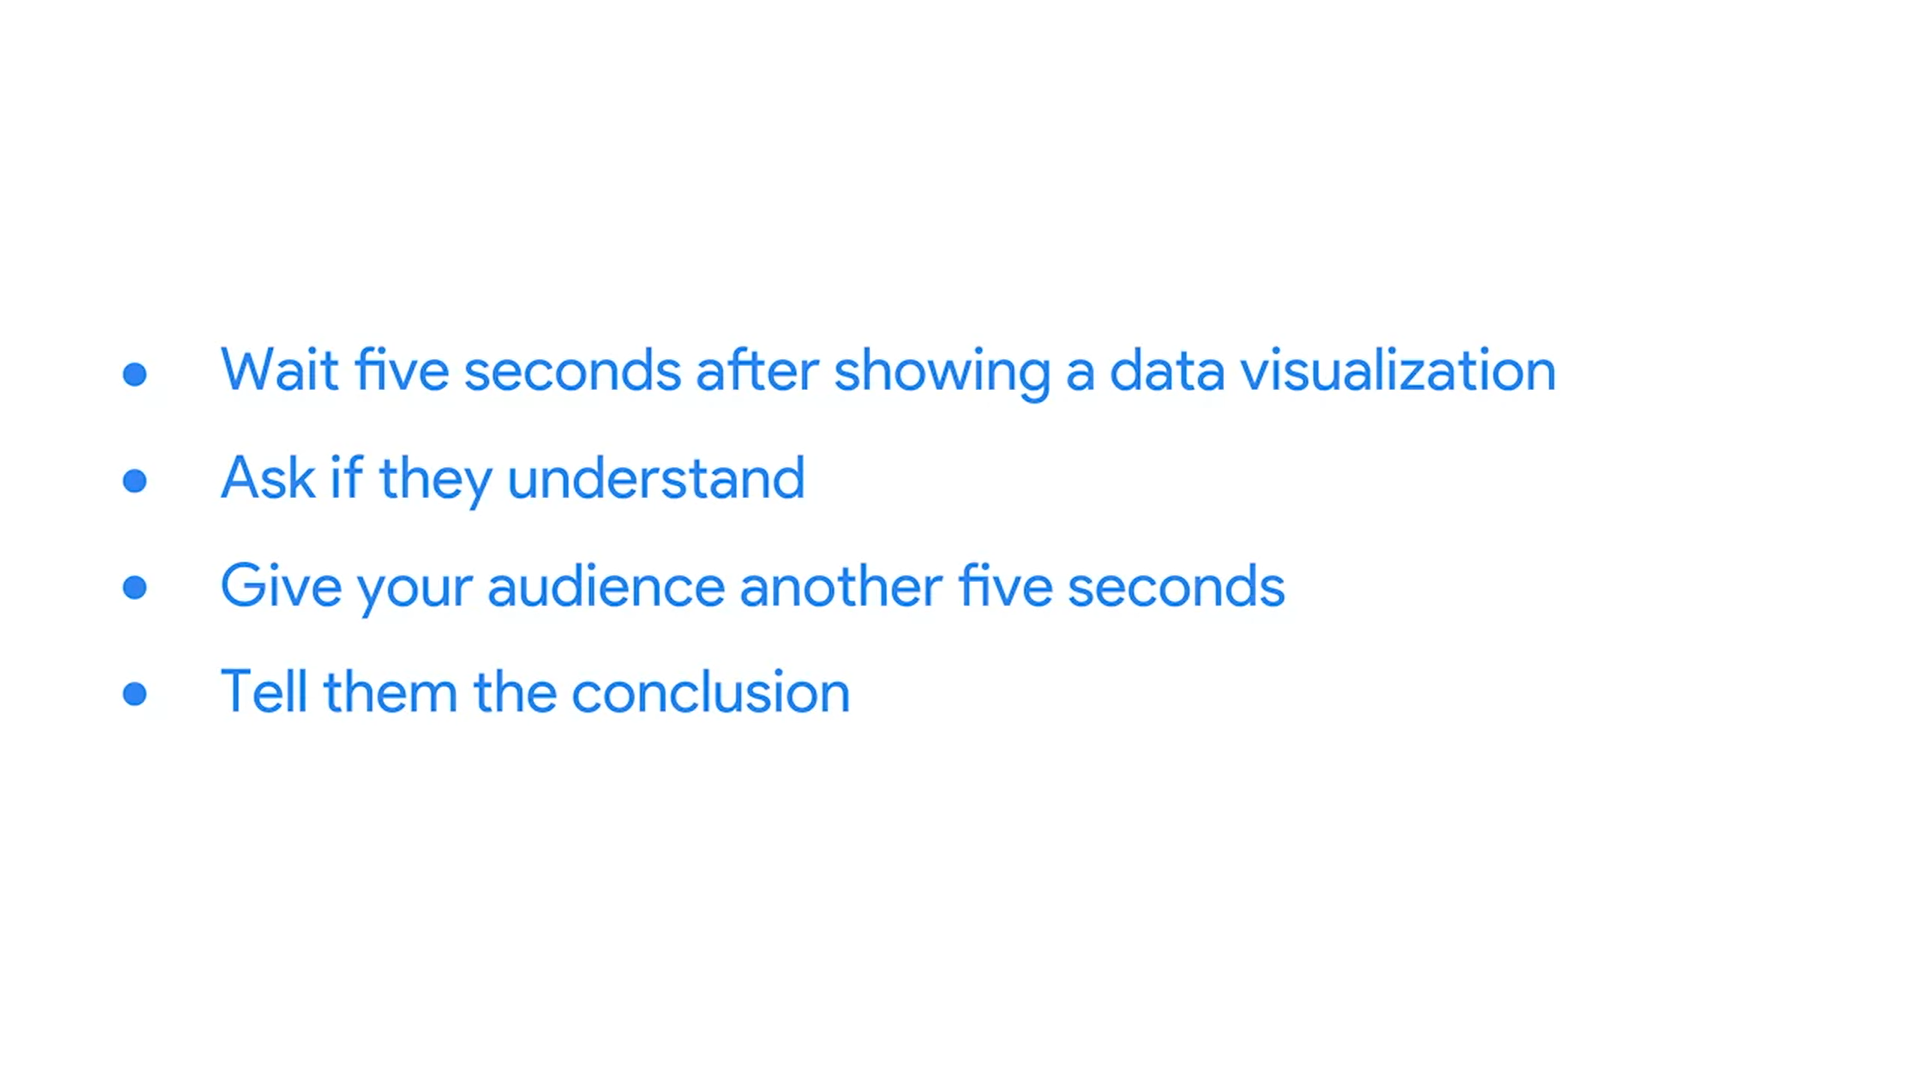 ● Wait five seconds after showing a data visualization
● Ask if they understand
● Give your audience another five seconds
● Tell them the conclusion